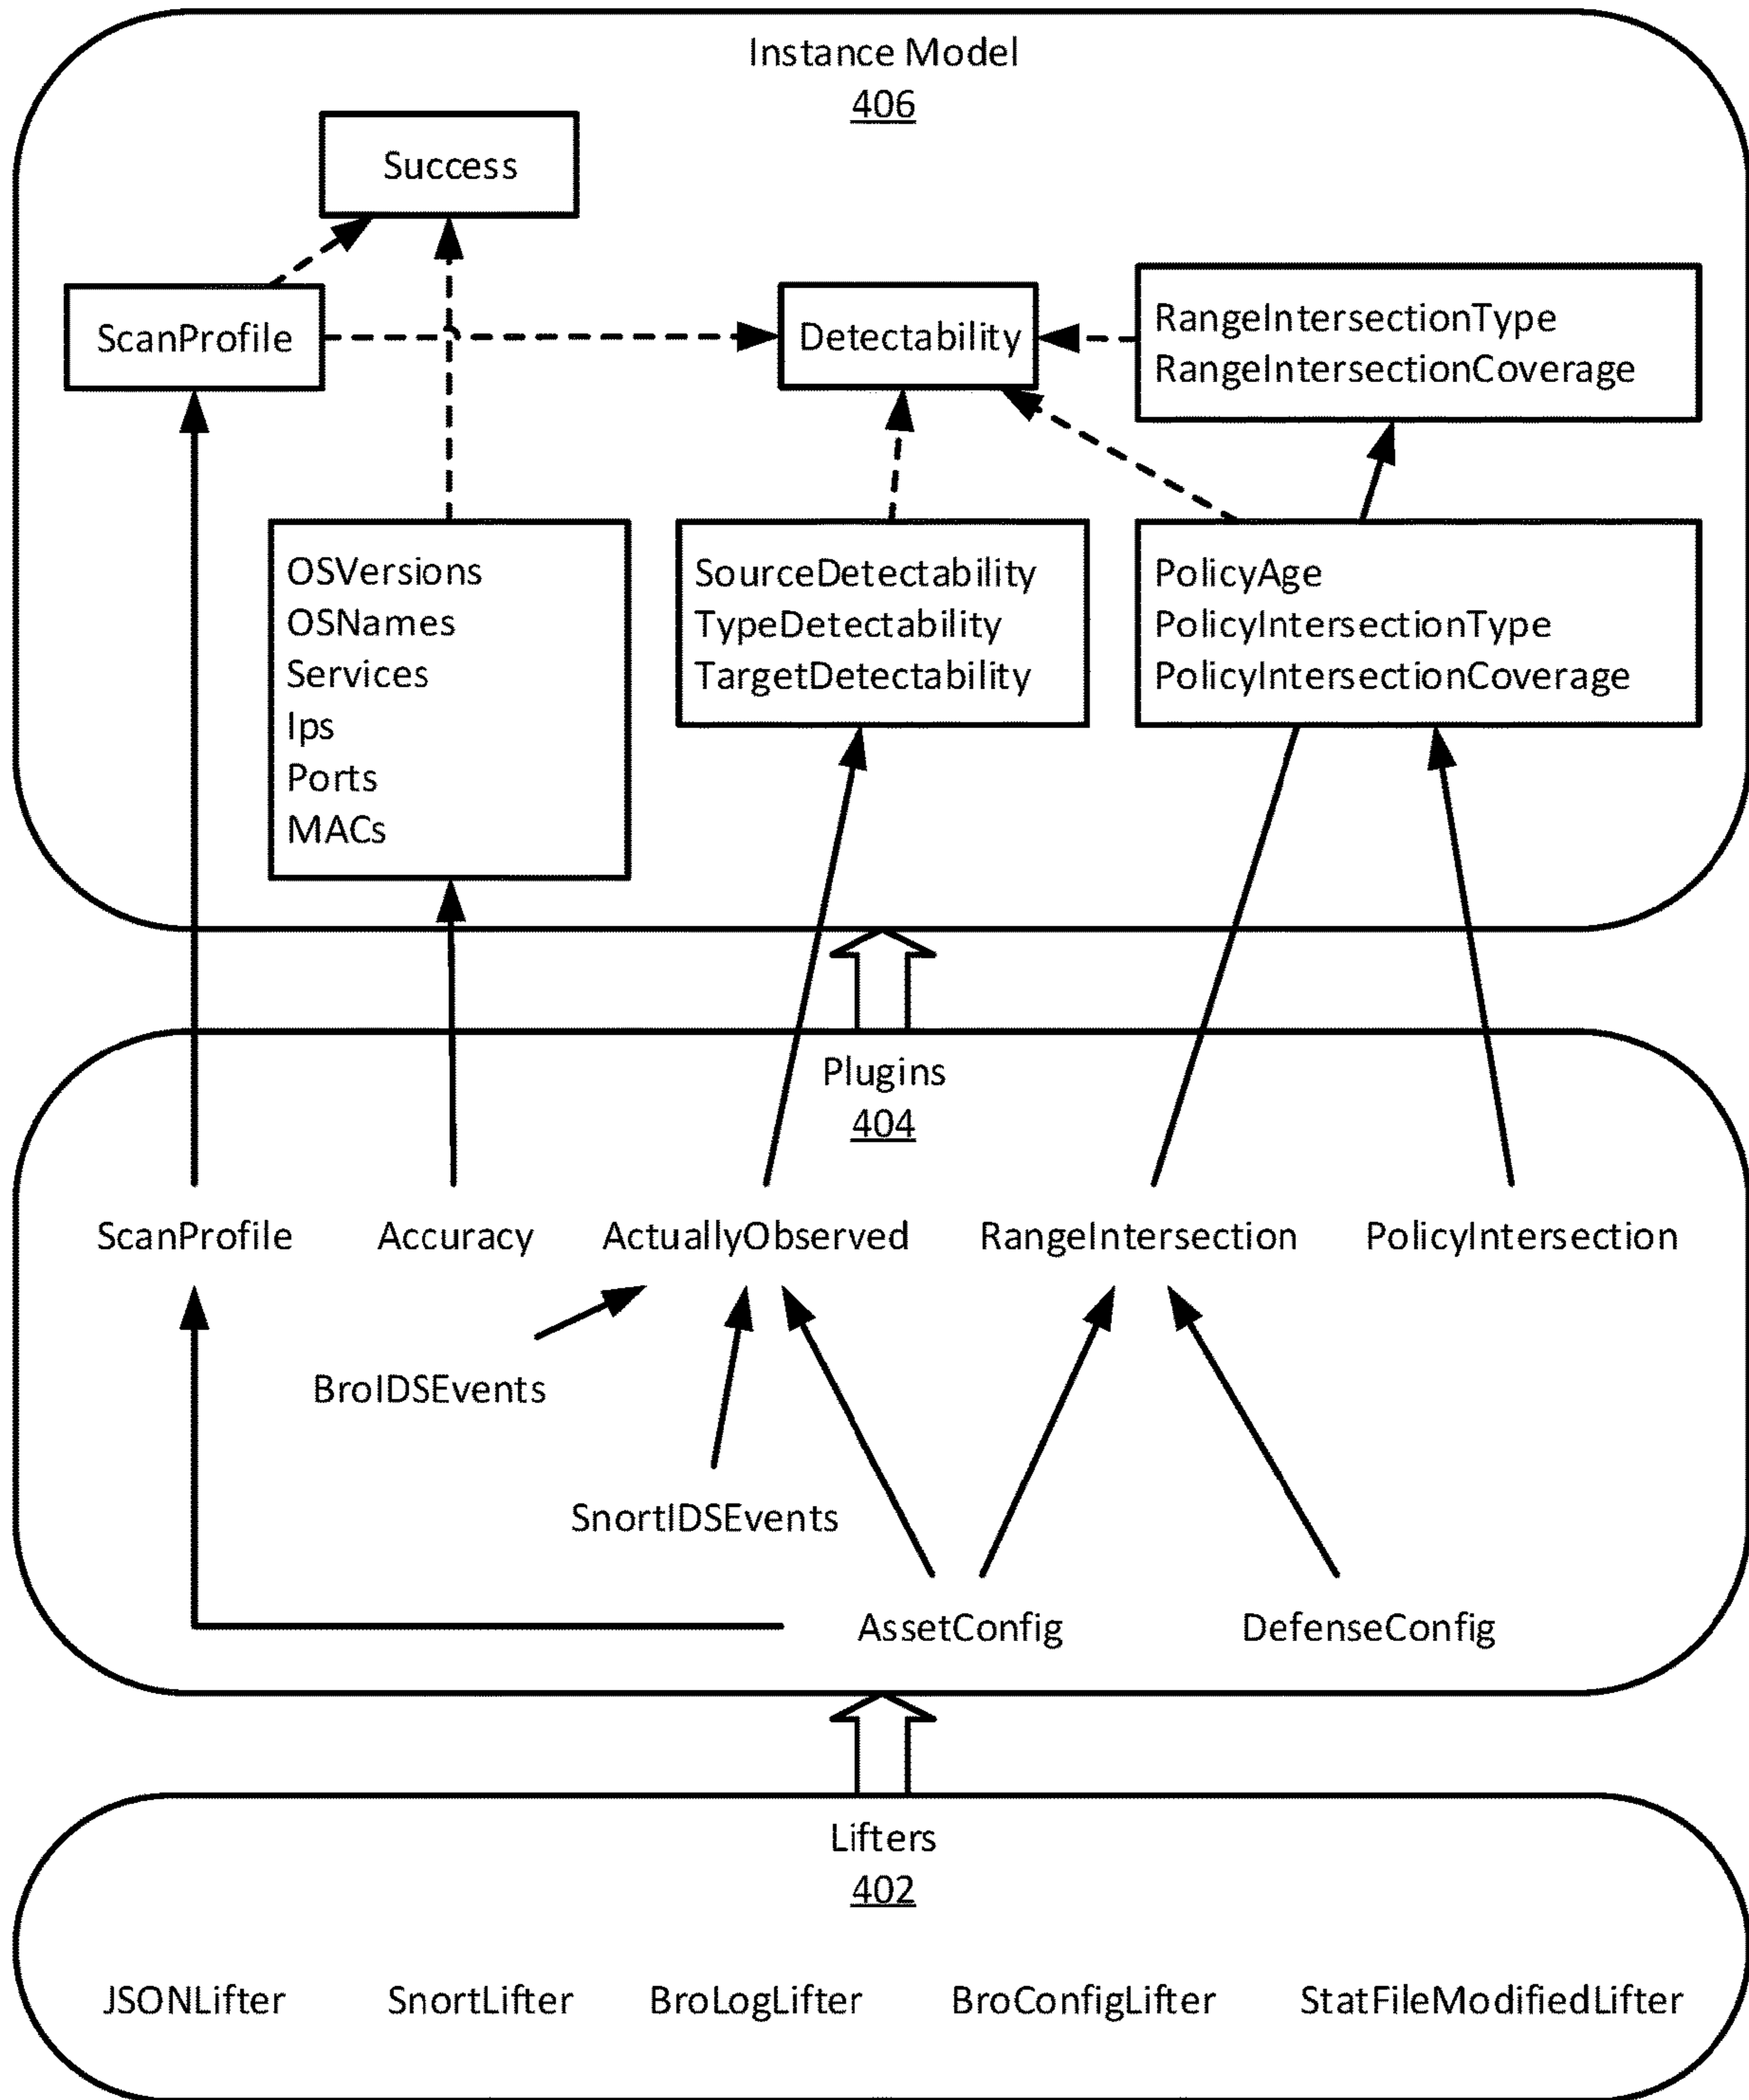 Instance Model
406
Success
ScanProfile
Detectability
RangeIntersectionType
RangeIntersectionCoverage
OSVersions
OSNames
Services
Ips
Ports
MACs
SourceDetectability
TypeDetectability
TargetDetectability
PolicyAge
PolicyIntersectionType
PolicyIntersectionCoverage
Plugins
404
ScanProfile
Accuracy
ActuallyObserved
RangeIntersection
PolicyIntersection
BroIDSEvents
SnortIDSEvents
AssetConfig
DefenseConfig
Lifters
402
JSONLifter
SnortLifter
BroLogLifter
BroConfigLifter
StatFileModifiedLifter